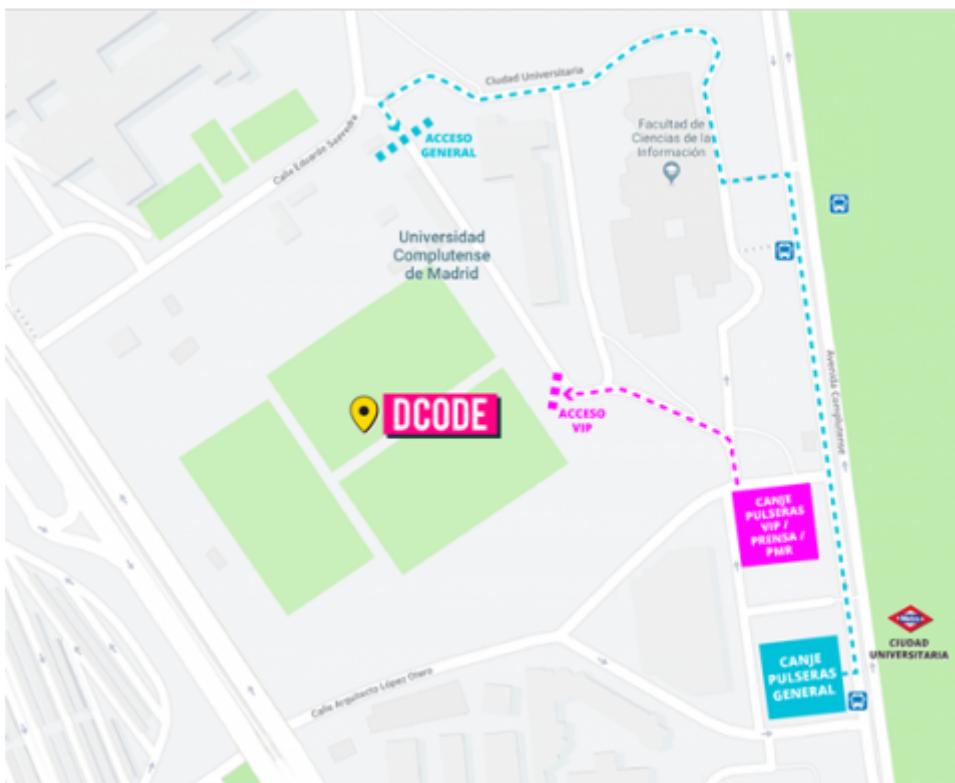 Ciudad Universitaria
ACCESO
GENERAL
Facultad de
Ciencias de la
Información
Calle Eduardo Saavedra
Universidad
Complutense
de Madrid
Avenida Complutense
DCODE
ACCESO
VIP
CANJE
PULSERAS
VIP /
PRENSA /
PMR
Metro
CIUDAD
UNIVERSITARIA
CANJE
PULSERAS
GENERAL
Calle Arquitecto López Otero